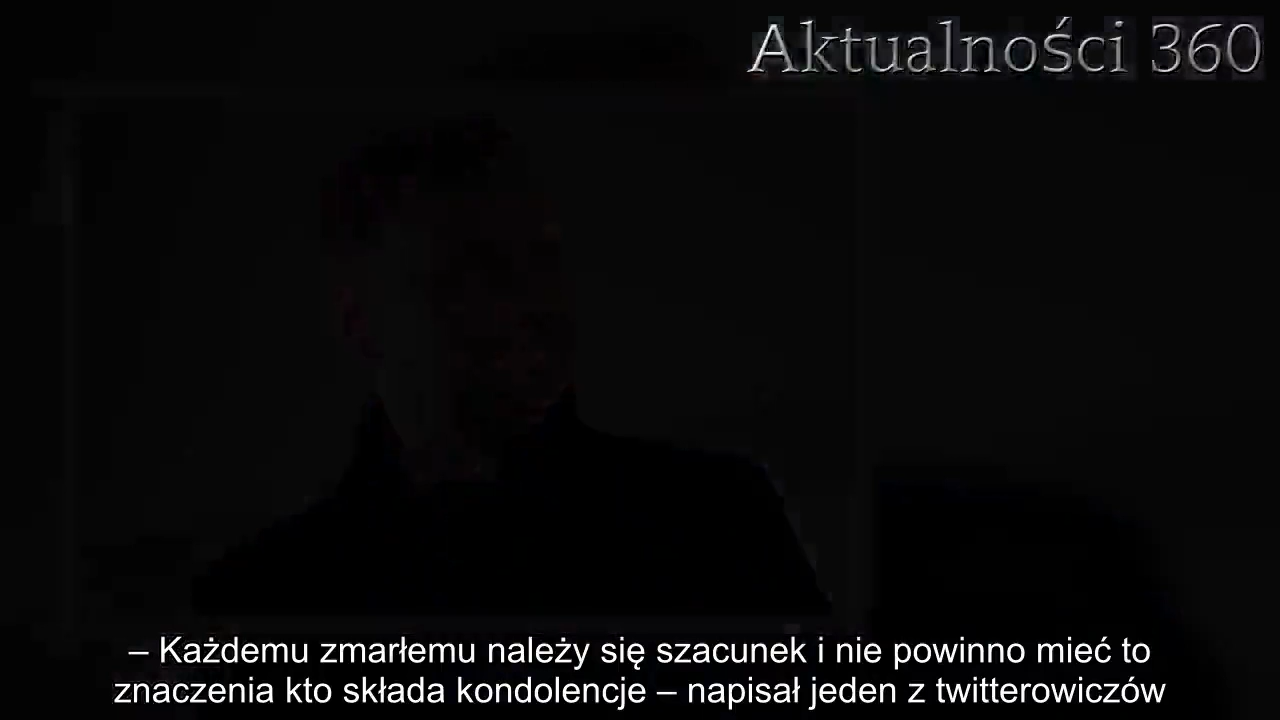 Aktualności 360
– Każdemu zmarłemu należy się szacunek i nie powinno mieć to
znaczenia kto składa kondolencje – napisał jeden z twitterowiczów